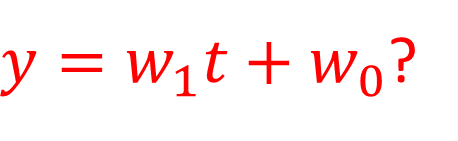 y = w₁t + w₀?